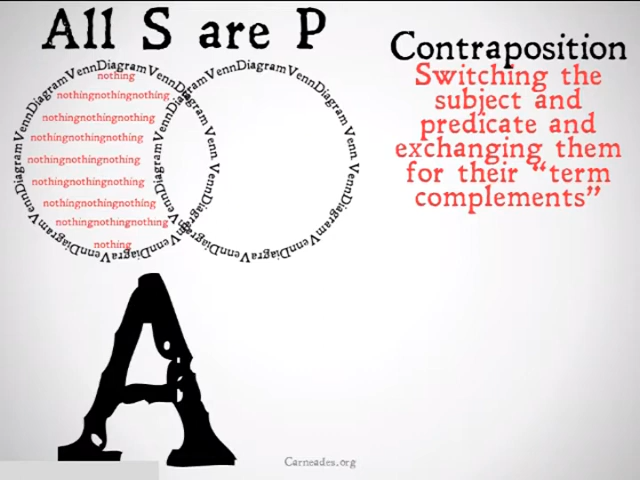 All S are P
Contraposition
Switching the
subject and
predicate and
exchanging them
for their “term
complements”
VennDiagramVennDiagramVennDiagram
nothing
nothingnothingnothing
nothingnothingnothing
nothingnothingnothing
nothingnothingnothing
nothingnothingnothing
nothingnothingnothing
nothingnothingnothing
nothing
A
Carneades.org